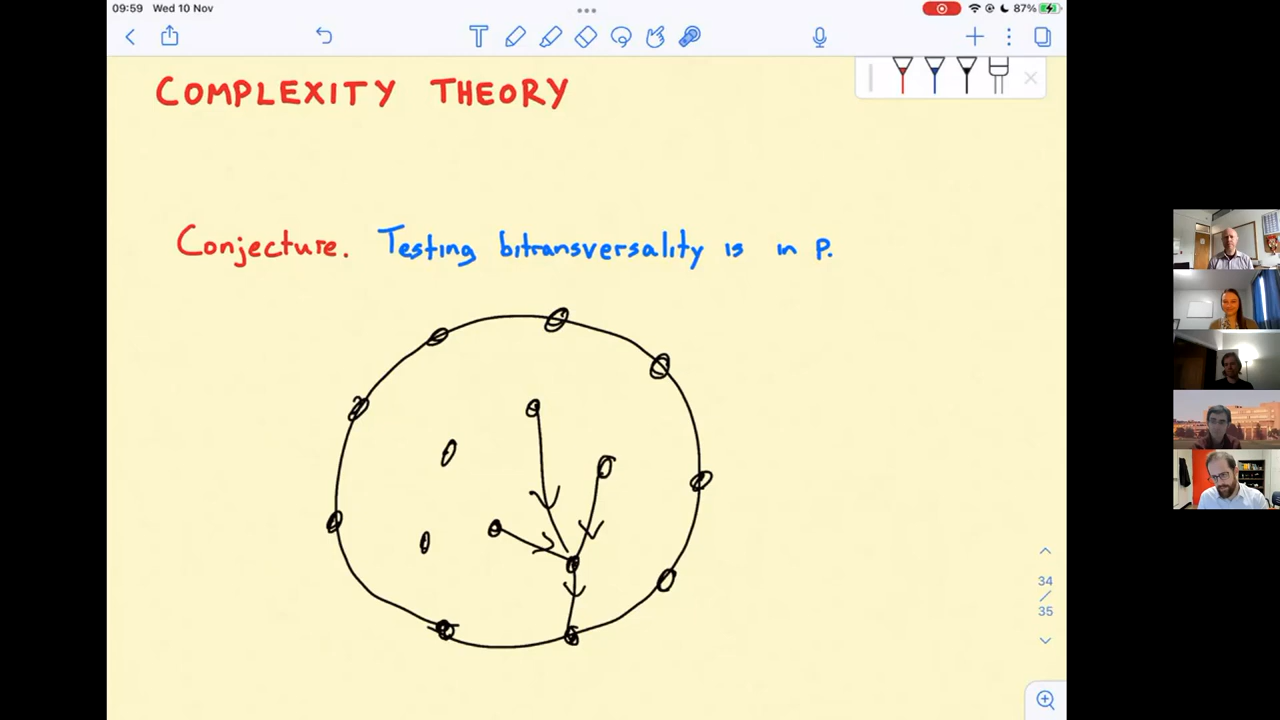 09:59 Wed 10 Nov
87%
COMPLEXITY THEORY
Conjecture. Testing bitransversality is in P.
34
/
35